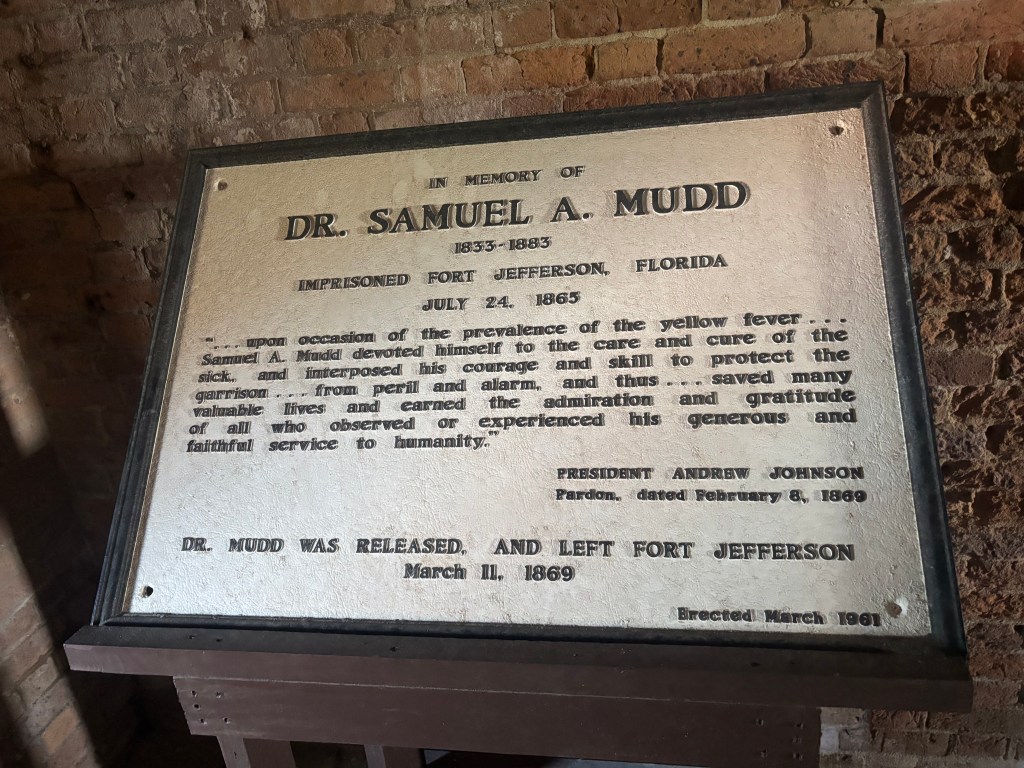 IN MEMORY OF
DR. SAMUEL A. MUDD
1833-1883
IMPRISONED FORT JEFFERSON, FLORIDA
JULY 24, 1865
"... upon occasion of the prevalence of the yellow fever ...
Samuel A. Mudd devoted himself to the care and cure of the
sick, and interposed his courage and skill to protect the
garrison ... from peril and alarm, and thus ... saved many
valuable lives and earned the admiration and gratitude
of all who observed or experienced his generous and
faithful service to humanity."
PRESIDENT ANDREW JOHNSON
Pardon, dated February 8, 1869
DR. MUDD WAS RELEASED, AND LEFT FORT JEFFERSON
March 11, 1869
Erected March 1961